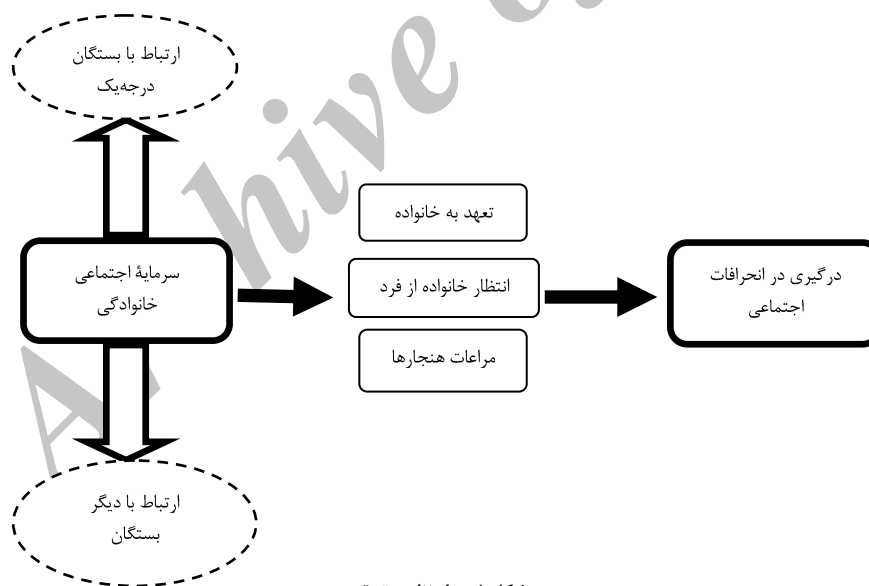 ارتباط با بستگان
درجه‌یک
سرمایهٔ اجتماعی
خانوادگی
ارتباط با دیگر
بستگان
تعهد به خانواده
انتظار خانواده از فرد
مراعات هنجارها
درگیری در انحرافات
اجتماعی